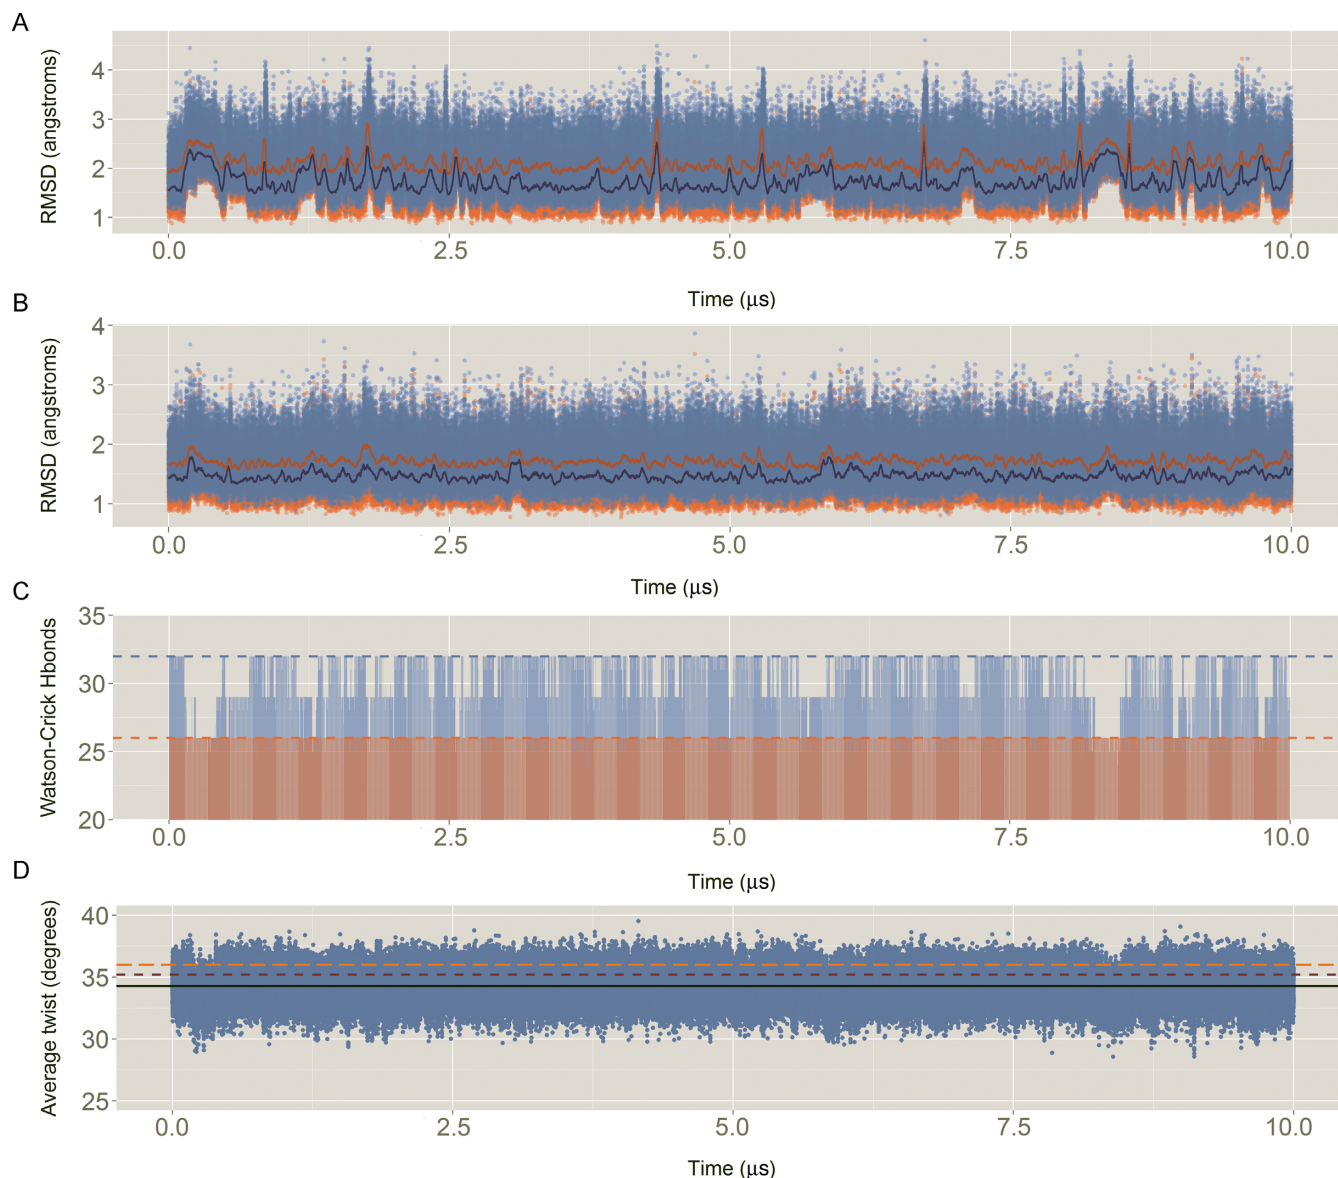 A
RMSD (angstroms)
4
3
2
1
0.0 2.5 5.0 7.5 10.0
Time (μs)
B
RMSD (angstroms)
4
3
2
1
0.0 2.5 5.0 7.5 10.0
Time (μs)
C
Watson-Crick Hbonds
35
30
25
20
0.0 2.5 5.0 7.5 10.0
Time (μs)
D
Average twist (degrees)
40
35
30
25
0.0 2.5 5.0 7.5 10.0
Time (μs)